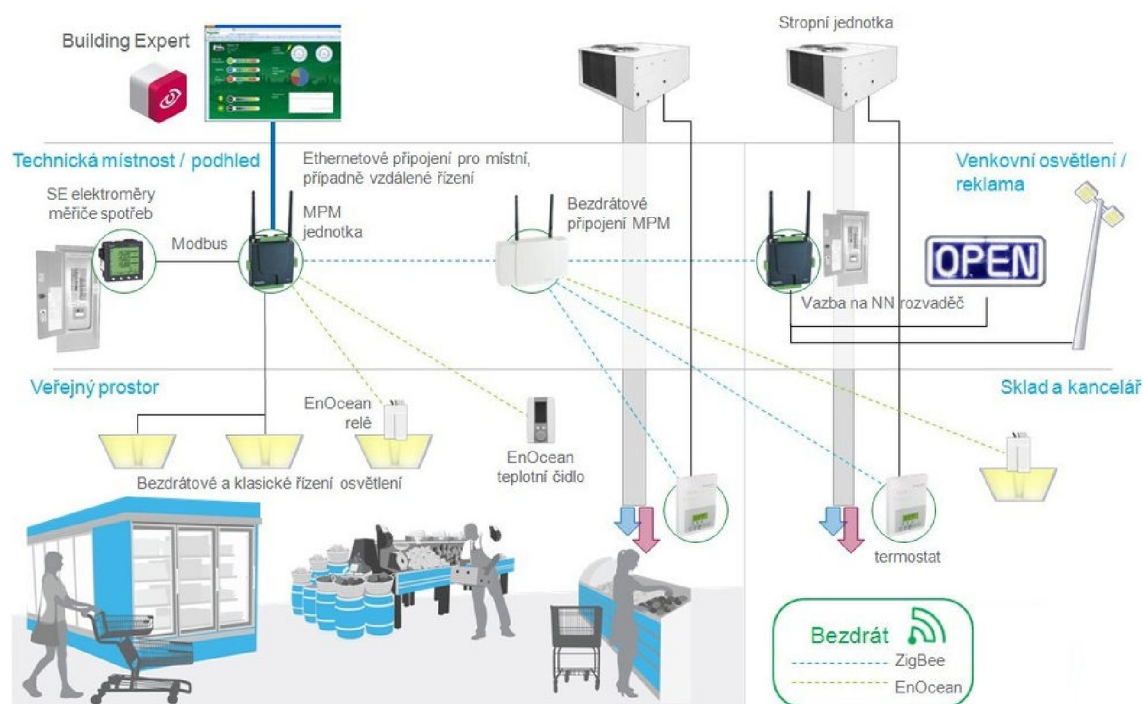 Building Expert
Stropní jednotka
Technická místnost / podhled
Ethernetové připojení pro místní,
případně vzdálené řízení
Venkovní osvětlení /
reklama
SE elektroměry
měřiče spotřeb
Modbus
MPM
jednotka
Bezdrátové
připojení MPM
OPEN
Vazba na NN rozvaděč
Veřejný prostor
Sklad a kancelář
EnOcean
relě
EnOcean
teplotní čidlo
Bezdrátové a klasické řízení osvětlení
termostat
Bezdrát
ZigBee
EnOcean